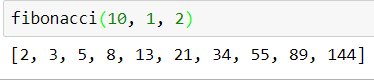 fibonacci(10, 1, 2)
[2, 3, 5, 8, 13, 21, 34, 55, 89, 144]